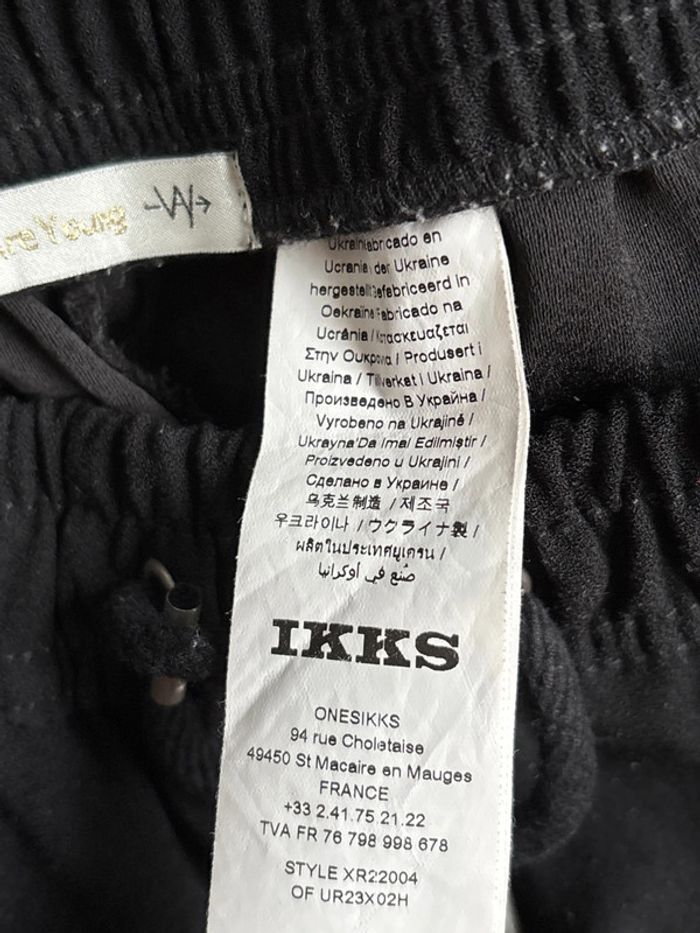 Young
Ukraine fabricado en
Ucrania der Ukraine
hergestellt gefabriceerd in
Oekraine Fabricado na
Ucrânia / Κατασκευαζεται
Στην Ουκρανα / Produsert i
Ukraina / Tillverkat i Ukraina /
Произведено В Украйна /
Vyrobeno na Ukrajině /
Ukrayna'Da Imal Edilmiştir /
Proizvedeno u Ukrajini /
Сделано в Украине /
乌克兰制造 / 제조국
우크라이나 / ウクライナ製 /
ผลิตในประเทศยูเครน /
صُنع في أوكرانيا
IKKS
ONESIKKS
94 rue Choletaise
49450 St Macaire en Mauges
FRANCE
+33 2.41.75.21.22
TVA FR 76 798 998 678
STYLE XR22004
OF UR23X02H